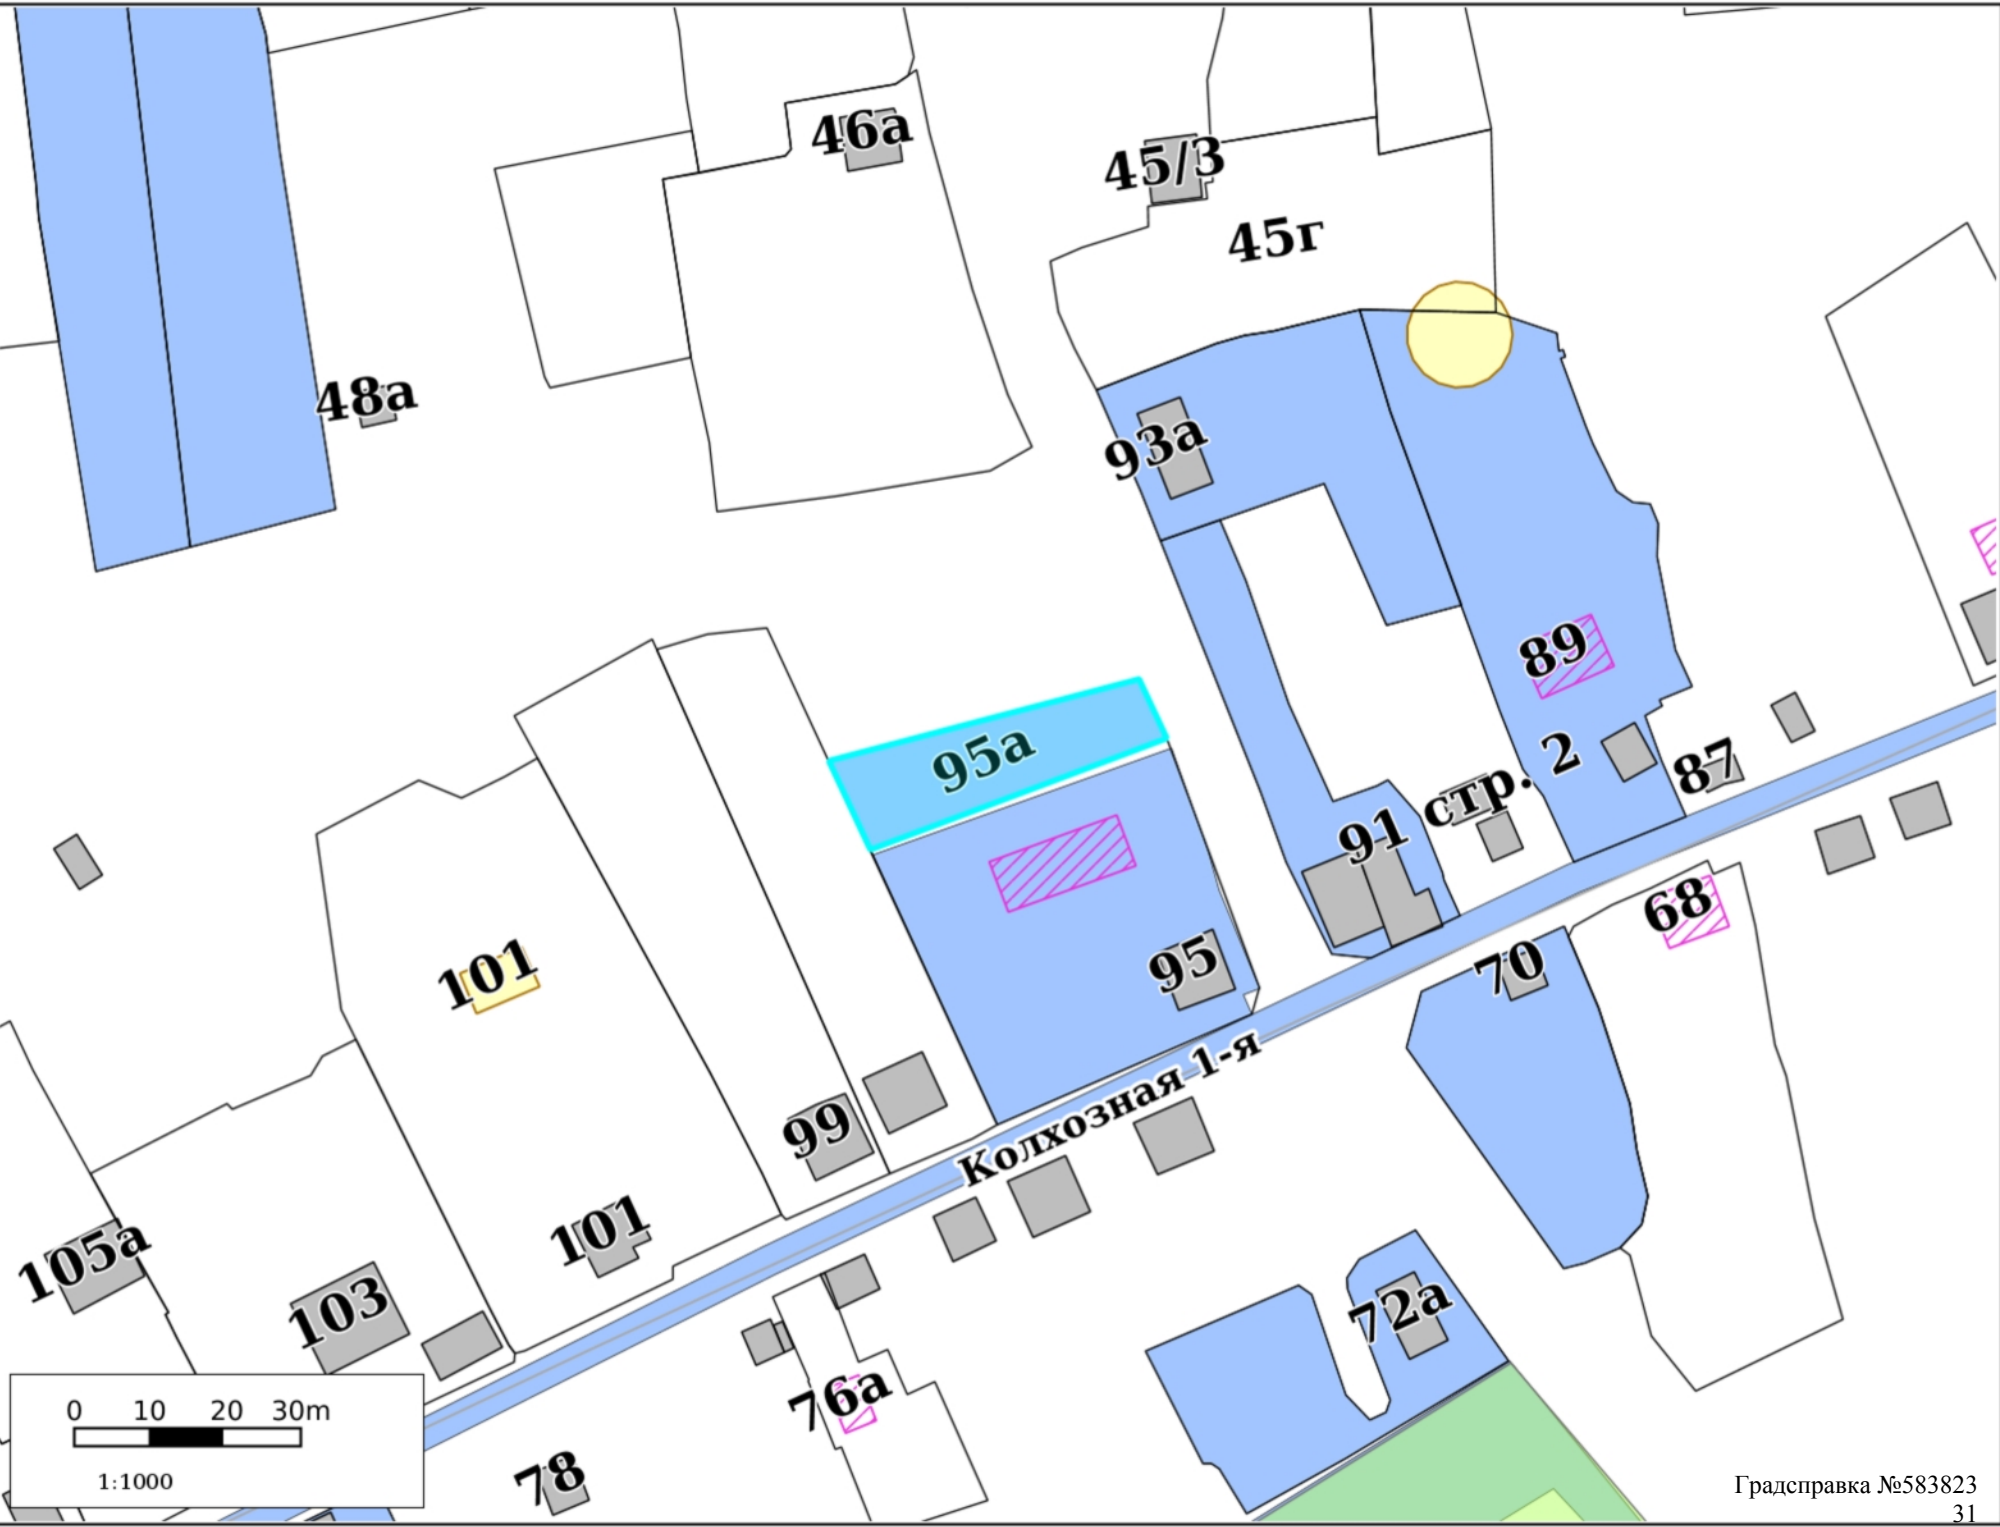 46а
45/3
45г
48а
93а
89
95а
стр. 2
87
91
68
95
70
101
Колхозная 1-я
99
101
105а
103
72а
76а
78
0 10 20 30m
1:1000
Градсправка №583823
31